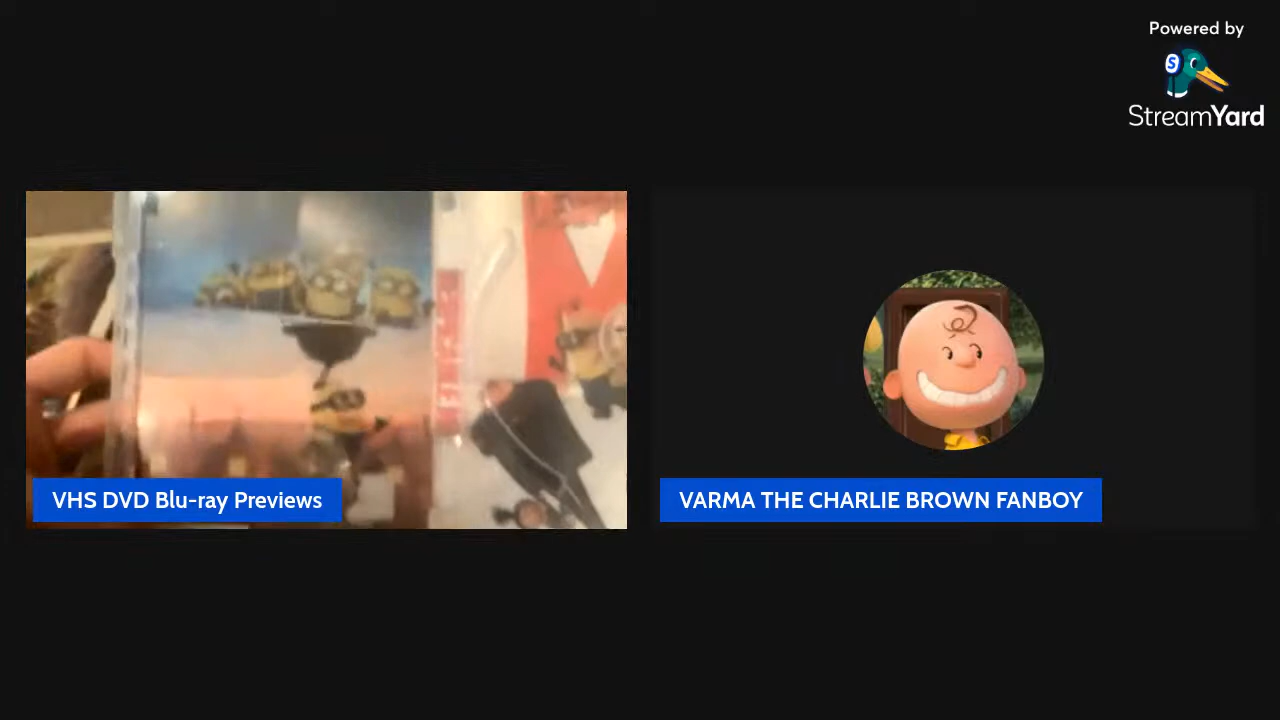 Powered by
S
StreamYard
VHS DVD Blu-ray Previews
VARMA THE CHARLIE BROWN FANBOY